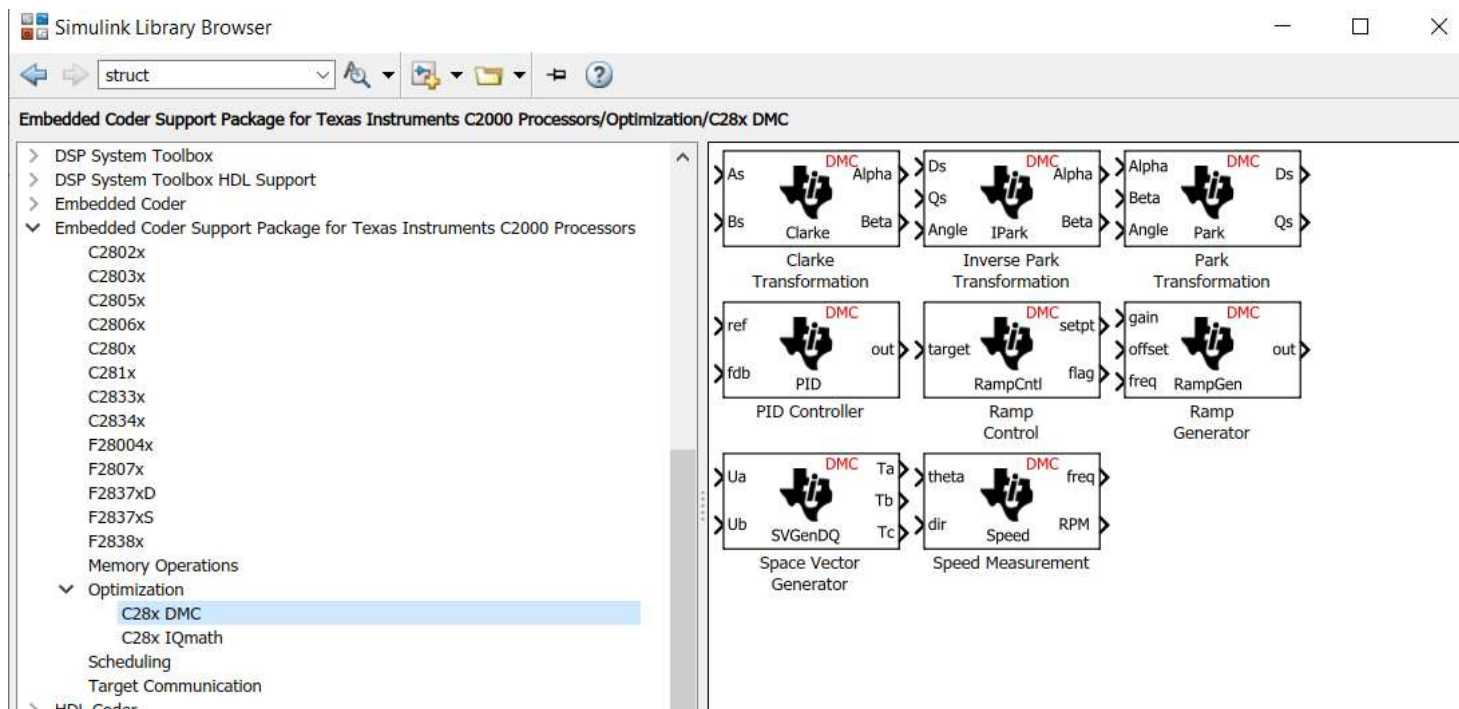 Simulink Library Browser
struct
Embedded Coder Support Package for Texas Instruments C2000 Processors/Optimization/C28x DMC
DSP System Toolbox
DSP System Toolbox HDL Support
Embedded Coder
Embedded Coder Support Package for Texas Instruments C2000 Processors
C2802x
C2803x
C2805x
C2806x
C280x
C281x
C2833x
C2834x
F28004x
F2807x
F2837xD
F2837xS
F2838x
Memory Operations
Optimization
C28x DMC
C28x IQmath
Scheduling
Target Communication
HDL Coder
DMC
As
Alpha
Bs
Beta
Clarke
Clarke
Transformation
DMC
Ds
Alpha
Qs
Angle
Beta
IPark
Inverse Park
Transformation
DMC
Alpha
Ds
Beta
Angle
Qs
Park
Park
Transformation
DMC
ref
out
fdb
PID
PID Controller
DMC
setpt
target
flag
RampCntl
Ramp
Control
DMC
gain
offset
out
freq
RampGen
Ramp
Generator
DMC
Ua
Ta
Tb
Ub
Tc
SVGenDQ
Space Vector
Generator
DMC
theta
freq
dir
RPM
Speed
Speed Measurement